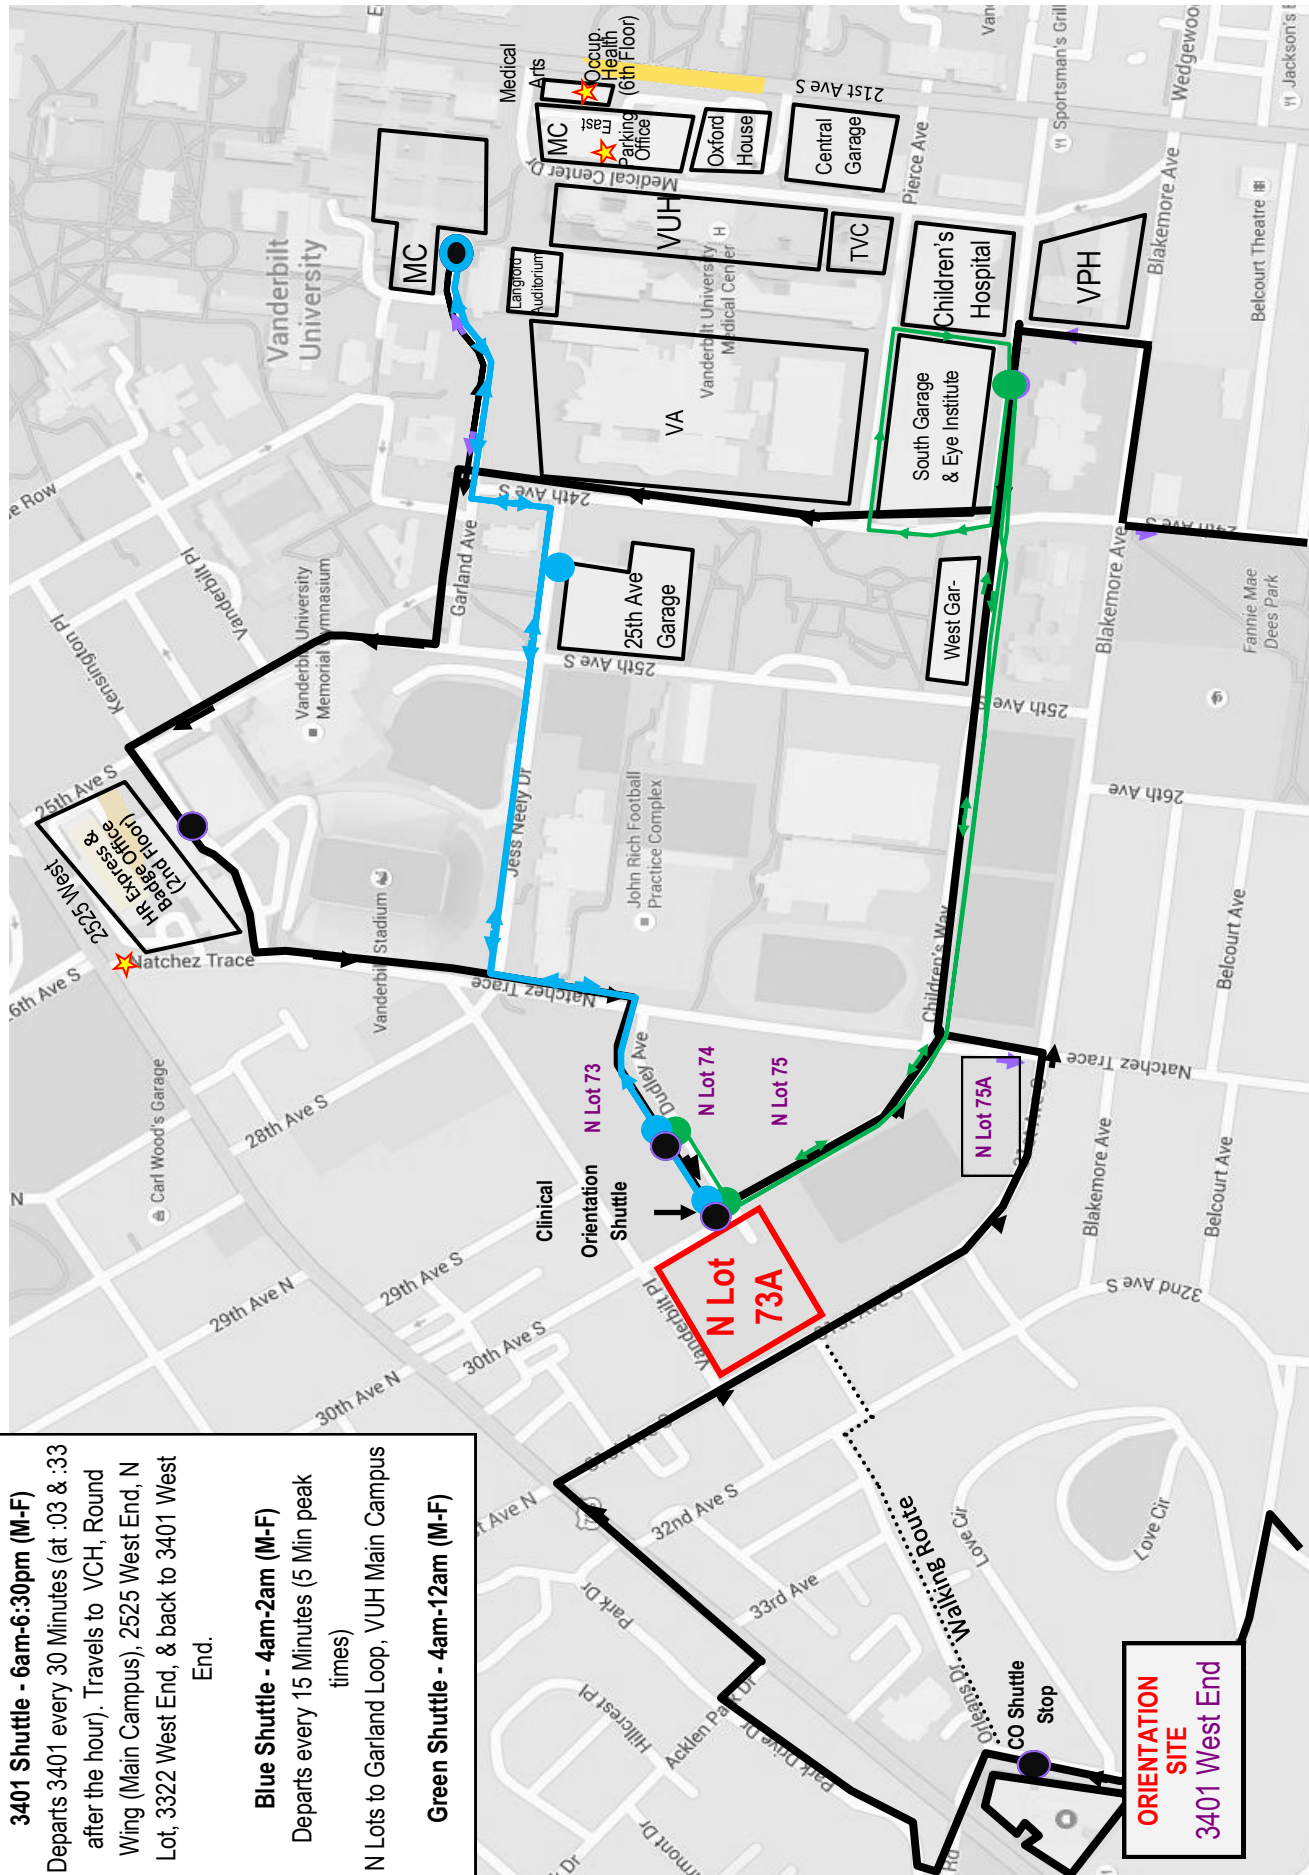 3401 Shuttle - 6am-6:30pm (M-F)
Departs 3401 every 30 Minutes (at :03 & :33
after the hour). Travels to VCH, Round
Wing (Main Campus), 2525 West End, N
Lot, 3322 West End, & back to 3401 West
End.
Blue Shuttle - 4am-2am (M-F)
Departs every 15 Minutes (5 Min peak
times)
N Lots to Garland Loop, VUH Main Campus
Green Shuttle - 4am-12am (M-F)
ORIENTATION
SITE
3401 West End
CO Shuttle
Stop
Walking Route
Orleans Dr
Love Cir
Love Cir
33rd Ave
32nd Ave S
Park Dr
Hillcrest Pl
Acklen Park Dr
Park Drive Dr
Rd
30th Ave N
29th Ave N
30th Ave S
29th Ave S
28th Ave S
Carl Wood's Garage
N
Vanderbilt Pl
N Lot
73A
Clinical
Orientation
Shuttle
N Lot 73
Dudley Ave
N Lot 74
N Lot 75
N Lot 75A
Blakemore Ave
Belcourt Ave
32nd Ave S
Natchez Trace
Natchez Trace
Natchez Trace
Children's Way
2525 West
HR Express &
Badge Office
(2nd Floor)
25th Ave S
Kensington Pl
Vanderbilt Pl
Vanderbilt Stadium
Vanderbilt University
Memorial Gymnasium
Jess Neely Dr
John Rich Football
Practice Complex
Garland Ave
24th Ave S
25th Ave
Garage
25th Ave S
25th Ave S
26th Ave
Belcourt Ave
Blakemore Ave
24th Ave S
Fannie Mae
Dees Park
West Gar-
South Garage
& Eye Institute
VA
Vanderbilt
University
MC
Langford
Auditorium
VUH
Vanderbilt University
Medical Center
H
TVC
Children's
Hospital
VPH
Blakemore Ave
Belcourt Theatre
Medical
Arts
Occup.
Health
(6th Floor)
MC
East
Parking
Office
Medical Center Dr
Oxford
House
Central
Garage
21st Ave S
Pierce Ave
Sportsman's Grill
Wedgewoo
Jackson's